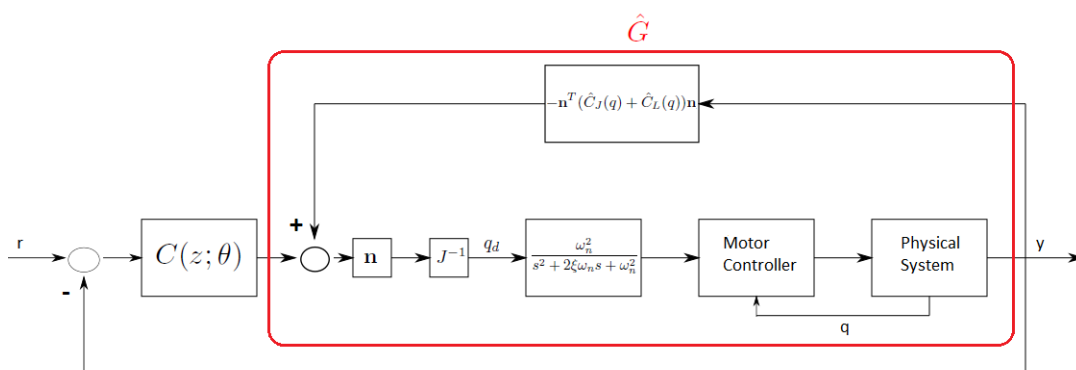 Ĝ
−n^T(Ĉ_J(q) + Ĉ_L(q))n
+
r
C(z; θ)
n
J^{−1}
q_d
ω_n^2 / (s^2 + 2ξω_n s + ω_n^2)
Motor
Controller
Physical
System
y
-
q